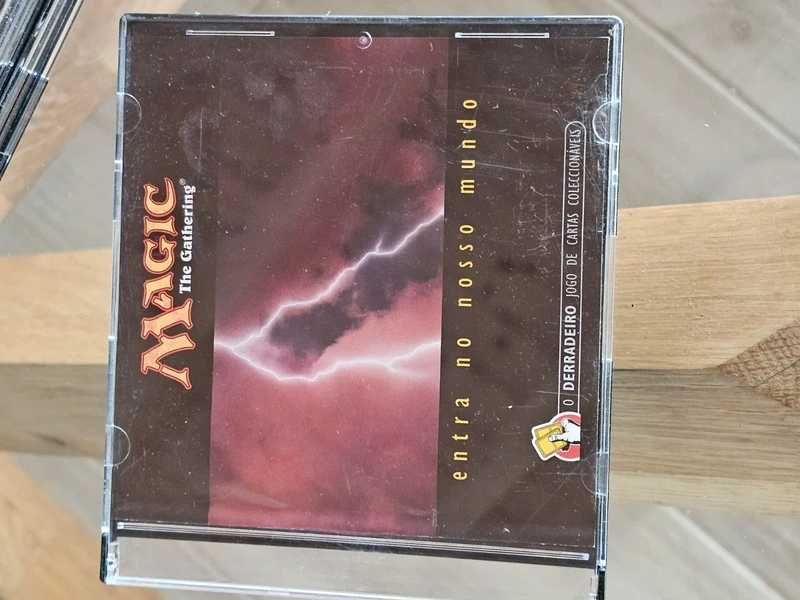 MAGIC
The Gathering®
entra no nosso mundo
O DERRADEIRO JOGO DE CARTAS COLECCIONÁVEIS